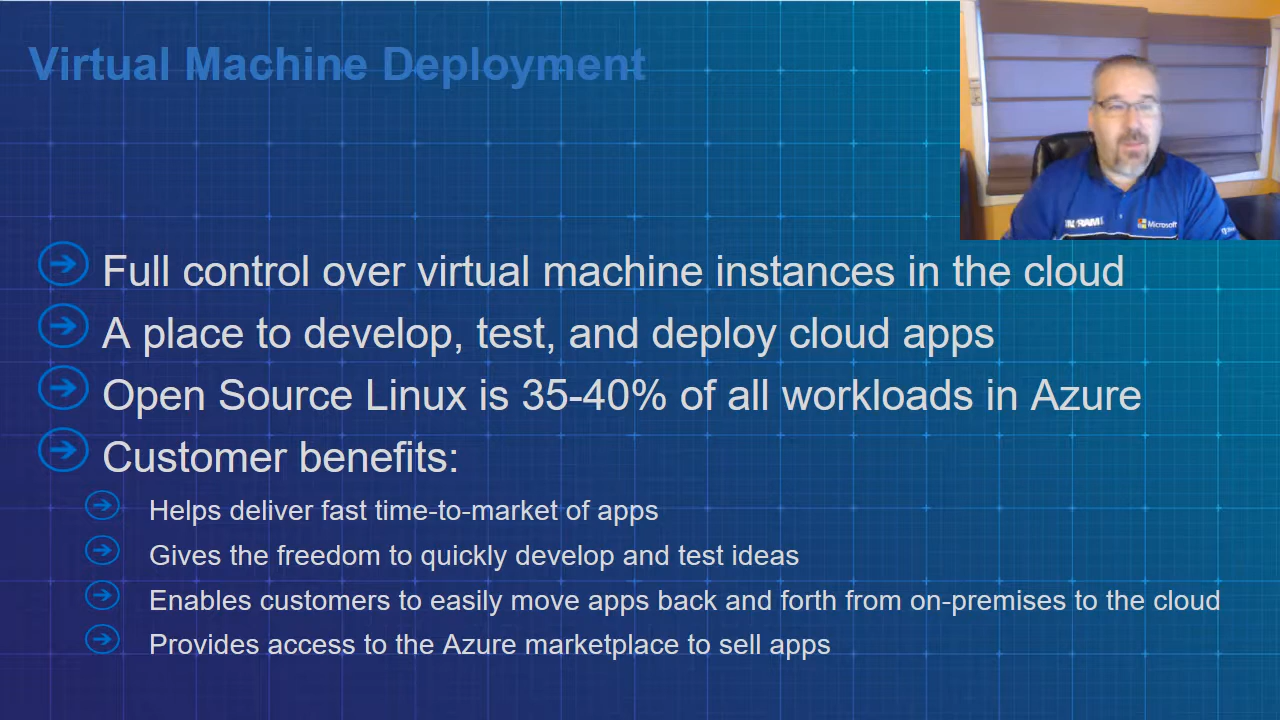 Virtual Machine Deployment
INGRAM
Microsoft
Full control over virtual machine instances in the cloud
A place to develop, test, and deploy cloud apps
Open Source Linux is 35-40% of all workloads in Azure
Customer benefits:
Helps deliver fast time-to-market of apps
Gives the freedom to quickly develop and test ideas
Enables customers to easily move apps back and forth from on-premises to the cloud
Provides access to the Azure marketplace to sell apps